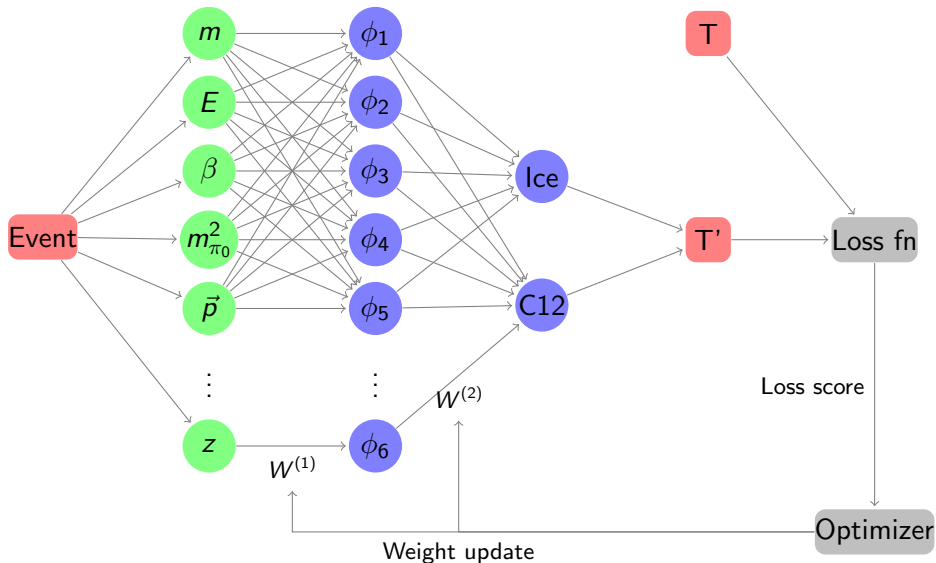 Event
m
E
β
m²π₀
p⃗
⋮
z
ϕ₁
ϕ₂
ϕ₃
ϕ₄
ϕ₅
⋮
ϕ₆
W⁽¹⁾
W⁽²⁾
Ice
C12
T
T'
Loss fn
Loss score
Optimizer
Weight update